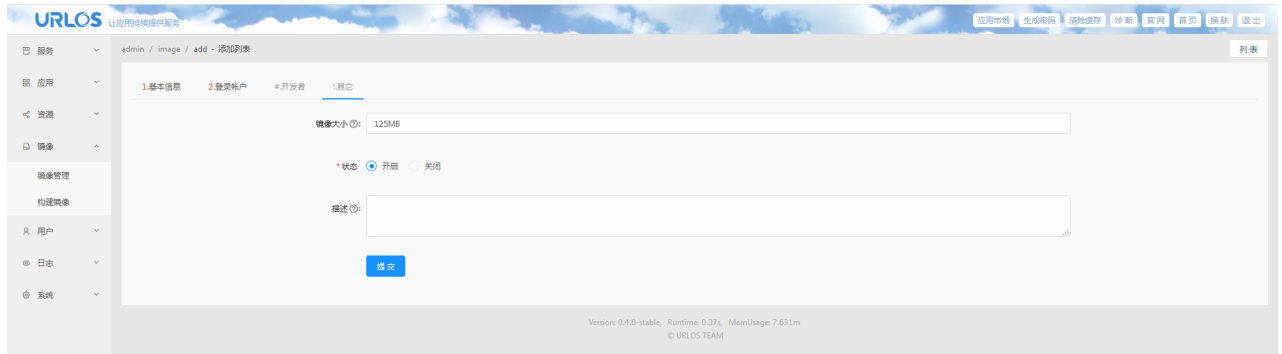 URLOS 让应用持续提供服务
应用市场 生成密码 清除缓存 诊断 官网 首页 换肤 退出
服务
应用
资源
镜像
镜像管理
构建镜像
用户
日志
系统
admin / image / add - 添加列表
列表
1.基本信息 2.登录帐户 #.开发者 !.其它
镜像大小?: 125MB
*状态 开启 关闭
描述?:
提交
Version: 0.4.8-stable, Runtime: 0.37s, MemUsage: 7.631m
© URLOS TEAM